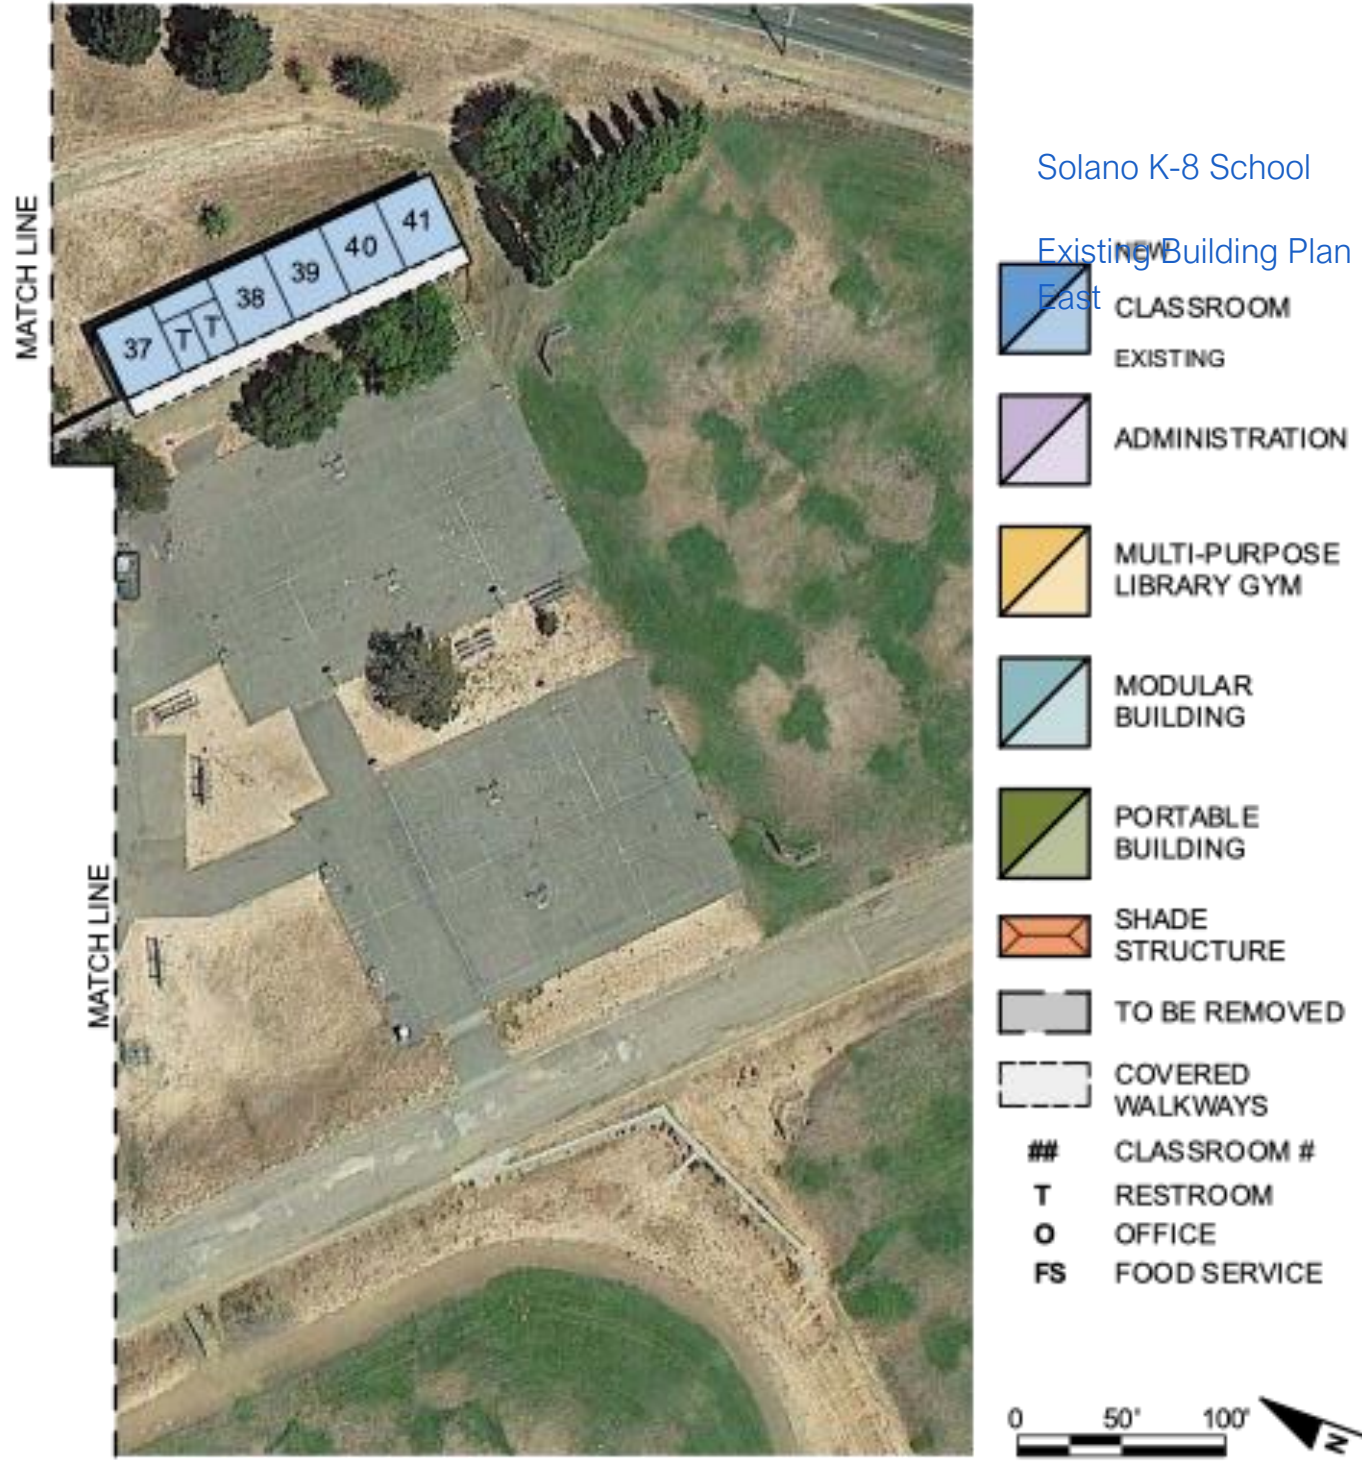 MATCH LINE
37
T
T
38
39
40
41
MATCH LINE
Solano K-8 School
Existing Building Plan
East
NEW
CLASSROOM
EXISTING
ADMINISTRATION
MULTI-PURPOSE
LIBRARY GYM
MODULAR
BUILDING
PORTABLE
BUILDING
SHADE
STRUCTURE
TO BE REMOVED
COVERED
WALKWAYS
## CLASSROOM #
T RESTROOM
O OFFICE
FS FOOD SERVICE
0 50' 100'
N